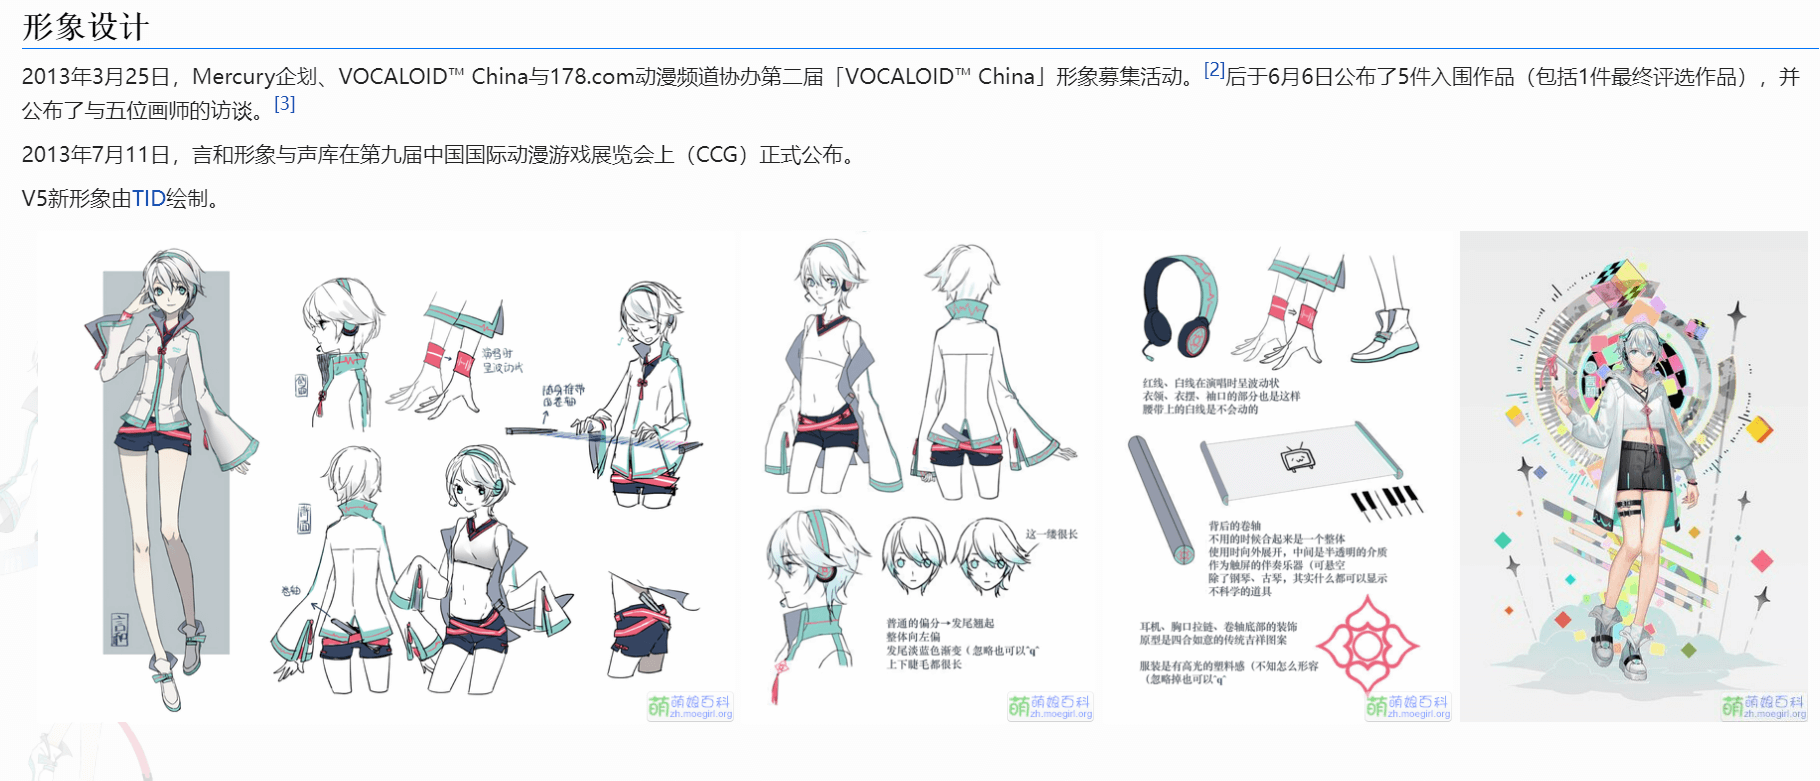 形象设计
2013年3月25日，Mercury企划、VOCALOID™ China与178.com动漫频道协办第二届「VOCALOID™ China」形象募集活动。[2]后于6月6日公布了5件入围作品（包括1件最终评选作品），并
公布了与五位画师的访谈。[3]
2013年7月11日，言和形象与声库在第九届中国国际动漫游戏展览会上（CCG）正式公布。
V5新形象由TID绘制。
演唱时
呈波动状
随身携带
的卷轴
卷轴
言和
萌娘百科
zh.moegirl.org
这一缕很长
普通的偏分→发尾翘起
整体向左偏
发尾淡蓝色渐变（忽略也可以"q"
上下睫毛都很长
萌娘百科
zh.moegirl.org
红线、白线在演唱时呈波动状
衣领、衣摆、袖口的部分也是这样
腰带上的白线是不会动的
背后的卷轴
不用的时候合起来是一个整体
使用时向外展开，中间是半透明的介质
作为触屏的伴奏乐器（可悬空
除了钢琴、古琴，其实什么都可以显示
不科学的道具
耳机、胸口拉链、卷轴底部的装饰
原型是四合如意的传统吉祥图案
服装是有高光的塑料感（不知怎么形容
（忽略掉也可以"q"
萌娘百科
zh.moegirl.org
萌娘百科
zh.moegirl.org